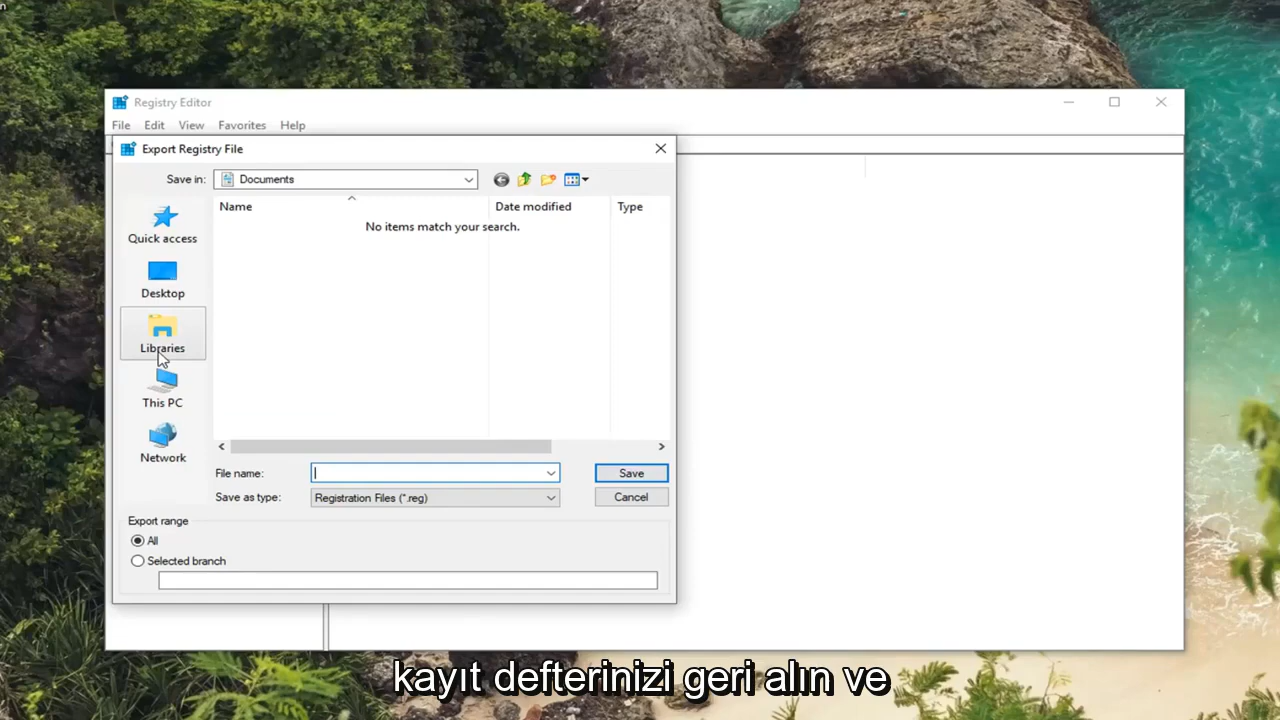 n
Registry Editor
File Edit View Favorites Help
Export Registry File
Save in: Documents
Name Date modified Type
No items match your search.
Quick access
Desktop
Libraries
This PC
Network
File name: Save
Save as type: Registration Files (*.reg) Cancel
Export range
All
Selected branch
kayıt defterinizi geri alın ve